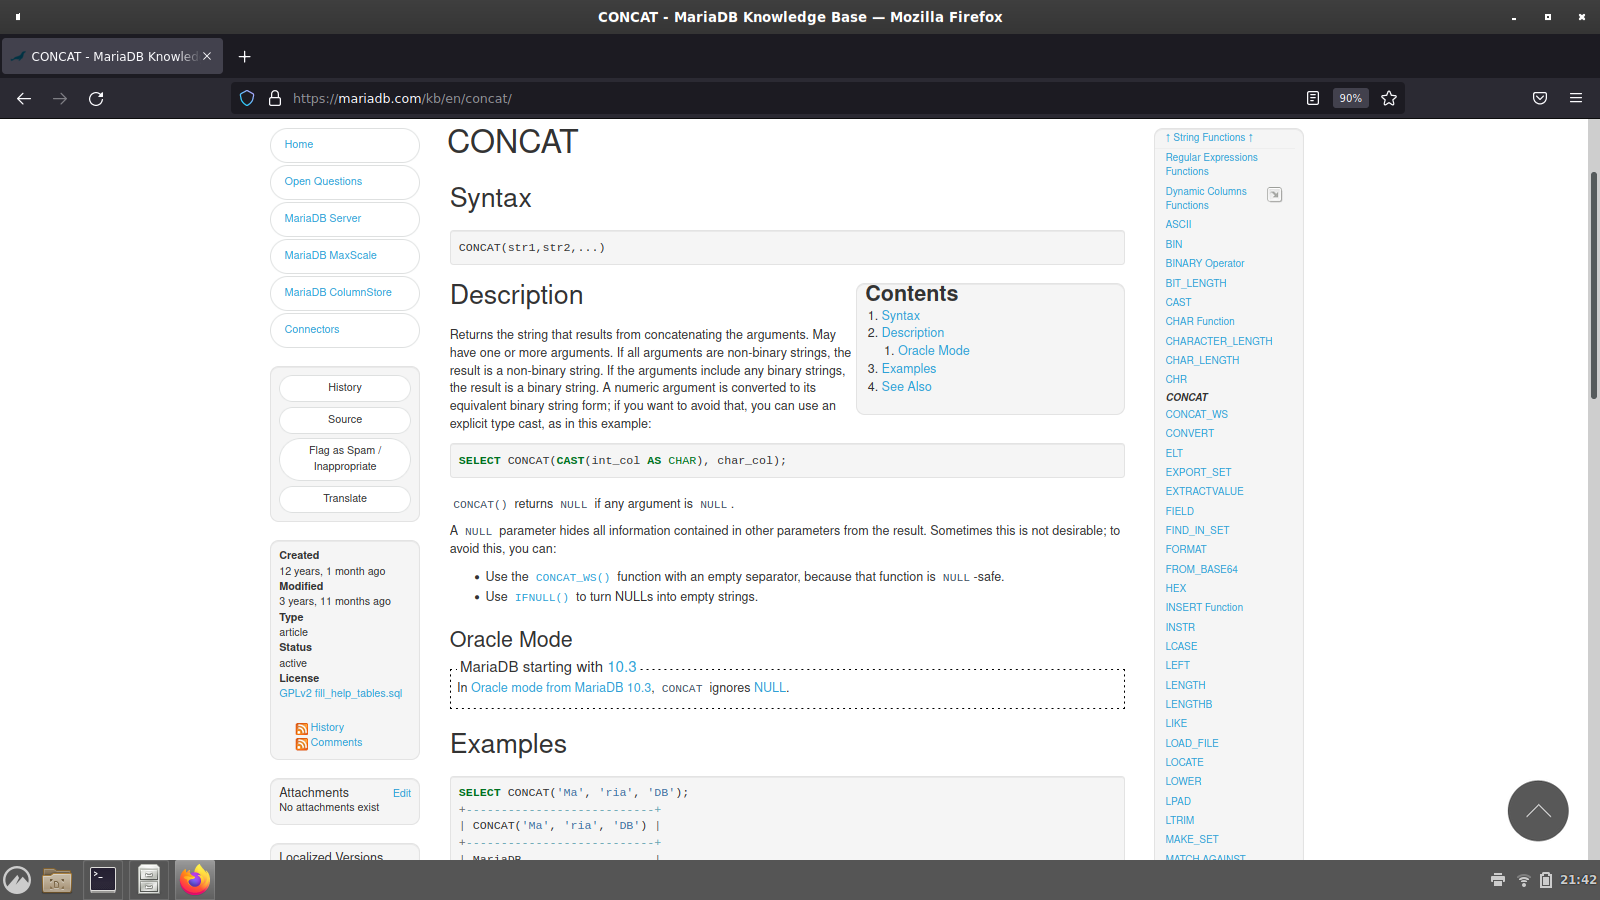 CONCAT - MariaDB Knowledge Base — Mozilla Firefox
CONCAT - MariaDB Knowled
https://mariadb.com/kb/en/concat/
90%
Home
Open Questions
MariaDB Server
MariaDB MaxScale
MariaDB ColumnStore
Connectors
History
Source
Flag as Spam /
Inappropriate
Translate
Created
12 years, 1 month ago
Modified
3 years, 11 months ago
Type
article
Status
active
License
GPLv2 fill_help_tables.sql
History
Comments
Attachments Edit
No attachments exist
Localized Versions
CONCAT
Syntax
CONCAT(str1,str2,...)
Description
Returns the string that results from concatenating the arguments. May
have one or more arguments. If all arguments are non-binary strings, the
result is a non-binary string. If the arguments include any binary strings,
the result is a binary string. A numeric argument is converted to its
equivalent binary string form; if you want to avoid that, you can use an
explicit type cast, as in this example:
Contents
1. Syntax
2. Description
1. Oracle Mode
3. Examples
4. See Also
SELECT CONCAT(CAST(int_col AS CHAR), char_col);
CONCAT() returns NULL if any argument is NULL.
A NULL parameter hides all information contained in other parameters from the result. Sometimes this is not desirable; to
avoid this, you can:
• Use the CONCAT_WS() function with an empty separator, because that function is NULL-safe.
• Use IFNULL() to turn NULLs into empty strings.
Oracle Mode
MariaDB starting with 10.3
In Oracle mode from MariaDB 10.3, CONCAT ignores NULL.
Examples
SELECT CONCAT('Ma', 'ria', 'DB');
+---------------------------+
| CONCAT('Ma', 'ria', 'DB') |
+---------------------------+
| MariaDB |
↑ String Functions ↑
Regular Expressions
Functions
Dynamic Columns
Functions
ASCII
BIN
BINARY Operator
BIT_LENGTH
CAST
CHAR Function
CHARACTER_LENGTH
CHAR_LENGTH
CHR
CONCAT
CONCAT_WS
CONVERT
ELT
EXPORT_SET
EXTRACTVALUE
FIELD
FIND_IN_SET
FORMAT
FROM_BASE64
HEX
INSERT Function
INSTR
LCASE
LEFT
LENGTH
LENGTHB
LIKE
LOAD_FILE
LOCATE
LOWER
LPAD
LTRIM
MAKE_SET
MATCH AGAINST
21:42